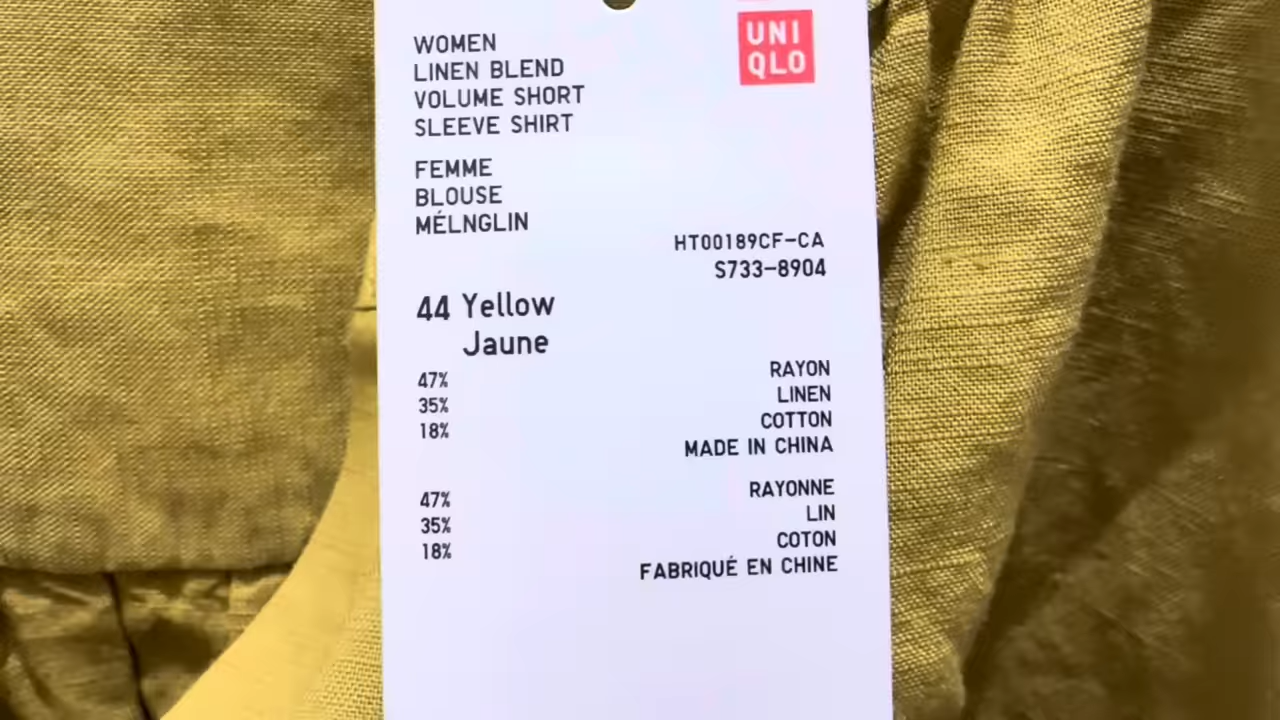 WOMEN
LINEN BLEND
VOLUME SHORT
SLEEVE SHIRT
UNI
QLO
FEMME
BLOUSE
MÉLNGLIN
HT00189CF-CA
S733-8904
44 Yellow
Jaune
47% RAYON
35% LINEN
18% COTTON
MADE IN CHINA
47% RAYONNE
35% LIN
18% COTON
FABRIQUÉ EN CHINE